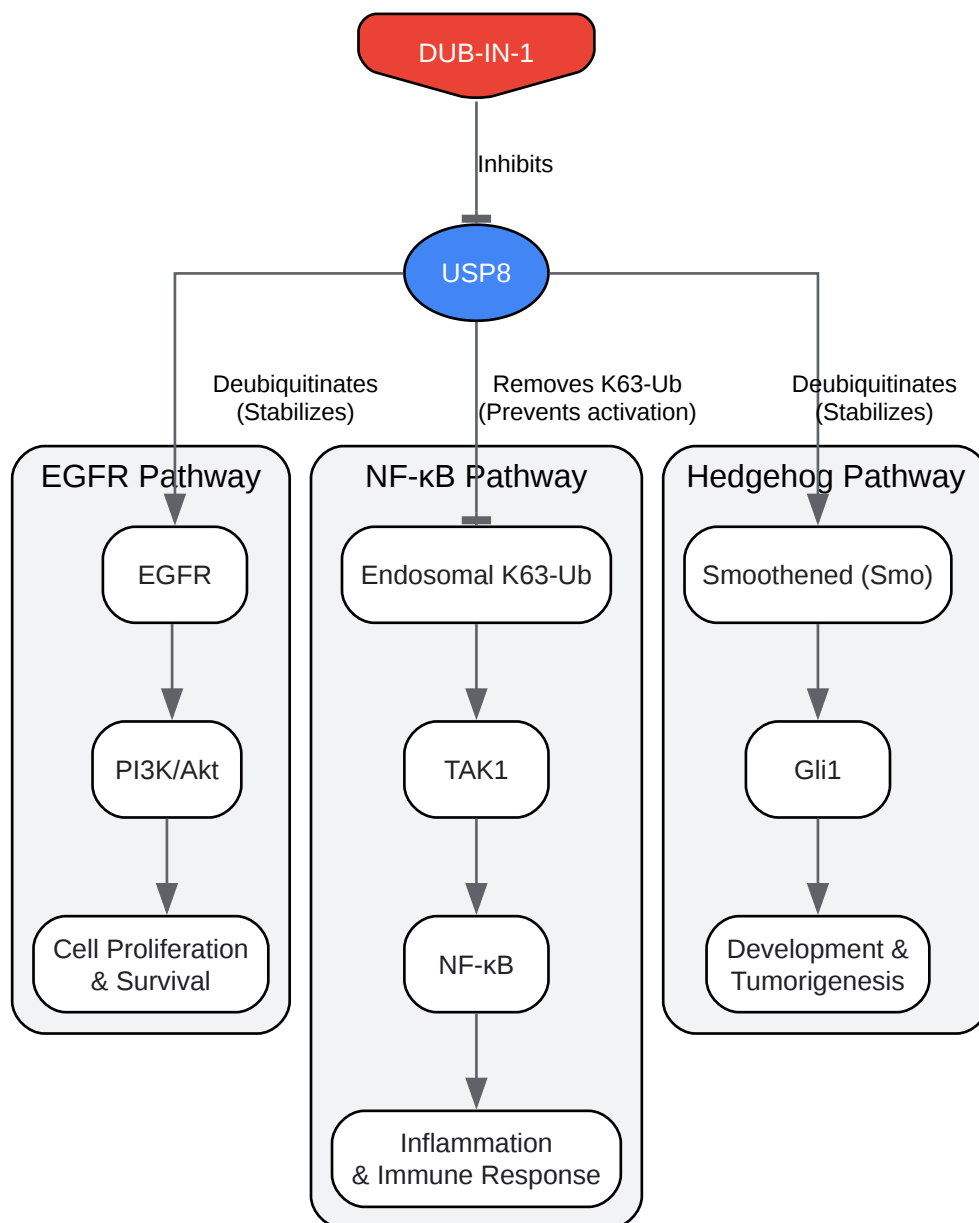 DUB-IN-1
Inhibits
USP8
Deubiquitinates
(Stabilizes)
Removes K63-Ub
(Prevents activation)
Deubiquitinates
(Stabilizes)
EGFR Pathway
EGFR
PI3K/Akt
Cell Proliferation
& Survival
NF-κB Pathway
Endosomal K63-Ub
TAK1
NF-κB
Inflammation
& Immune Response
Hedgehog Pathway
Smoothened (Smo)
Gli1
Development &
Tumorigenesis